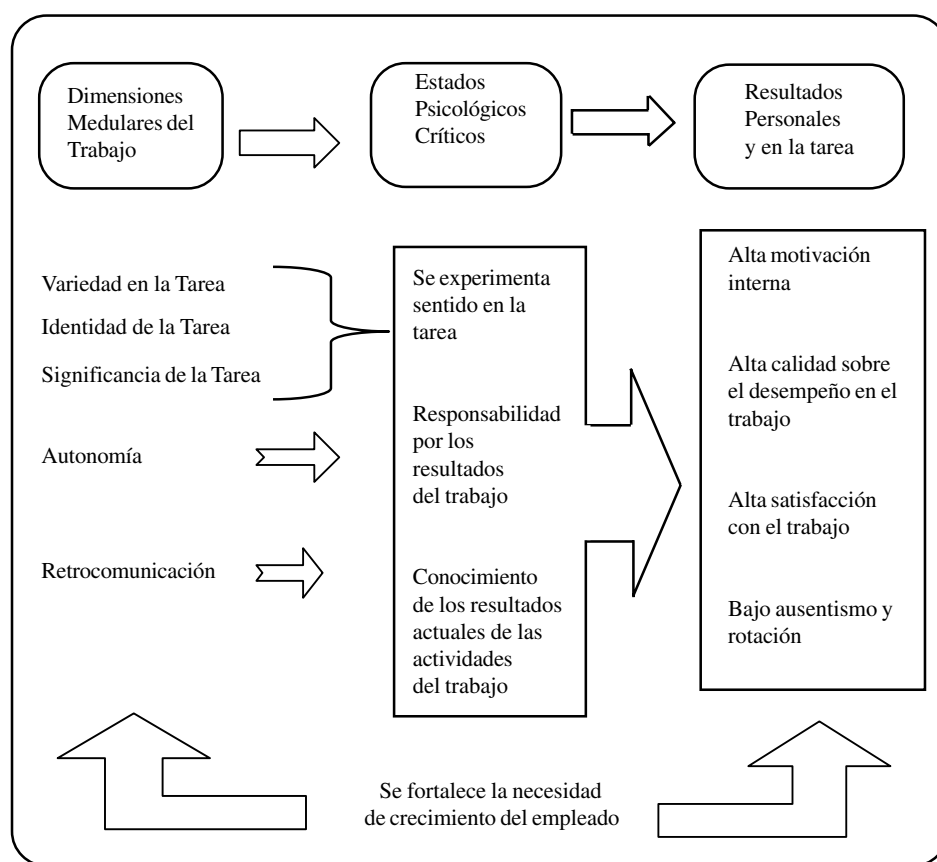 Dimensiones
Medulares del
Trabajo
Estados
Psicológicos
Críticos
Resultados
Personales
y en la tarea
Variedad en la Tarea
Identidad de la Tarea
Significancia de la Tarea
Autonomía
Retrocomunicación
Se experimenta
sentido en la
tarea
Responsabilidad
por los
resultados
del trabajo
Conocimiento
de los resultados
actuales de las
actividades
del trabajo
Alta motivación
interna
Alta calidad sobre
el desempeño en el
trabajo
Alta satisfacción
con el trabajo
Bajo ausentismo y
rotación
Se fortalece la necesidad
de crecimiento del empleado